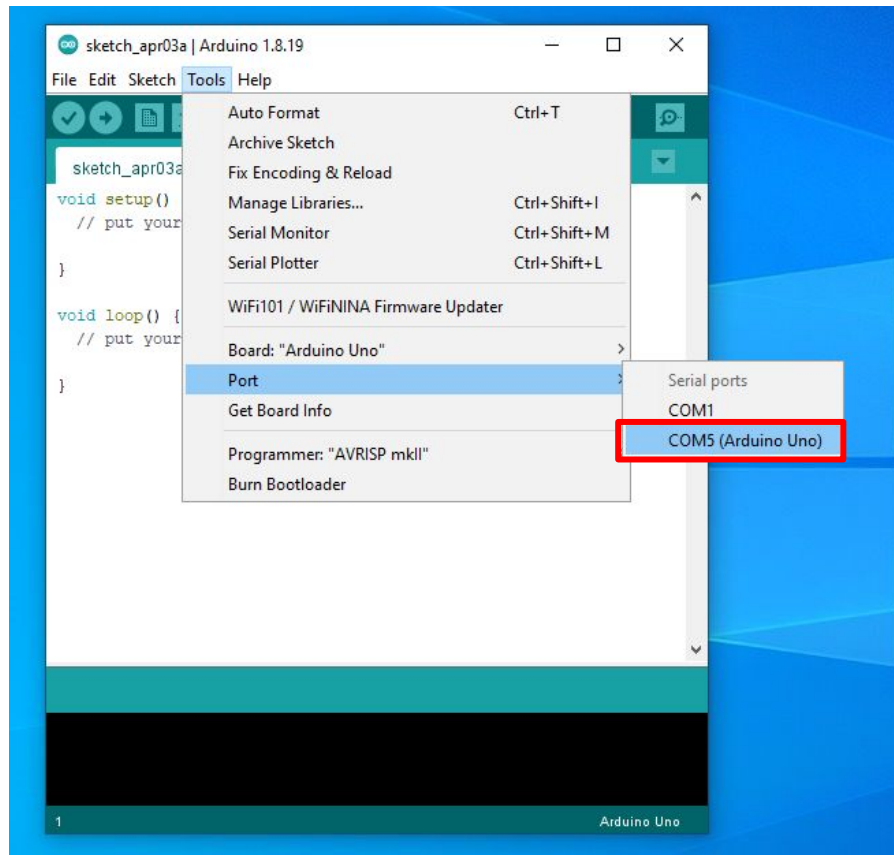 sketch_apr03a | Arduino 1.8.19
File Edit Sketch Tools Help
sketch_apr03a
void setup()
// put your
}
void loop() {
// put your
}
Auto Format Ctrl+T
Archive Sketch
Fix Encoding & Reload
Manage Libraries... Ctrl+Shift+I
Serial Monitor Ctrl+Shift+M
Serial Plotter Ctrl+Shift+L
WiFi101 / WiFiNINA Firmware Updater
Board: "Arduino Uno"
Port
Get Board Info
Programmer: "AVRISP mkII"
Burn Bootloader
Serial ports
COM1
COM5 (Arduino Uno)
1 Arduino Uno